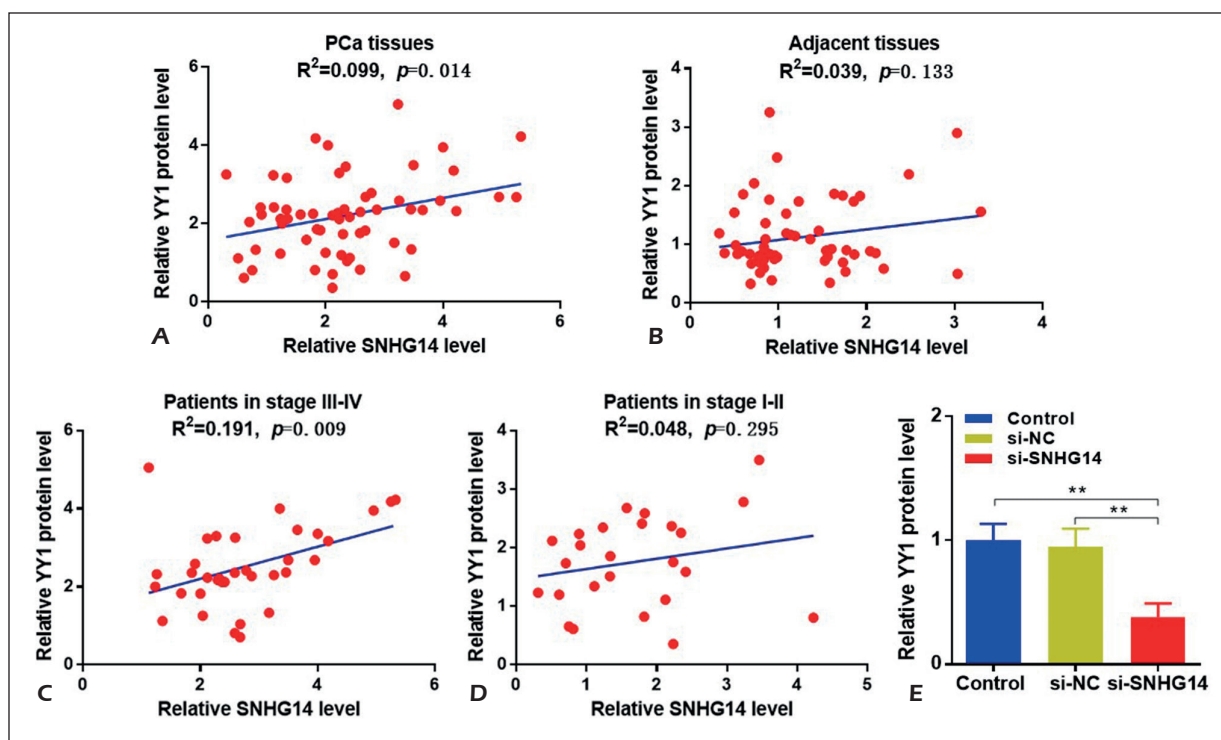 PCa tissues
R²=0.099, p=0.014
Relative YY1 protein level
6
4
2
0
0 2 4 6
Relative SNHG14 level
A
Adjacent tissues
R²=0.039, p=0.133
Relative YY1 protein level
4
3
2
1
0
0 1 2 3 4
Relative SNHG14 level
B
Patients in stage III-IV
R²=0.191, p=0.009
Relative YY1 protein level
6
4
2
0
0 2 4 6
Relative SNHG14 level
C
Patients in stage I-II
R²=0.048, p=0.295
Relative YY1 protein level
4
3
2
1
0
0 1 2 3 4 5
Relative SNHG14 level
D
Control
si-NC
si-SNHG14
Relative YY1 protein level
2
1
0
**
**
Control si-NC si-SNHG14
E